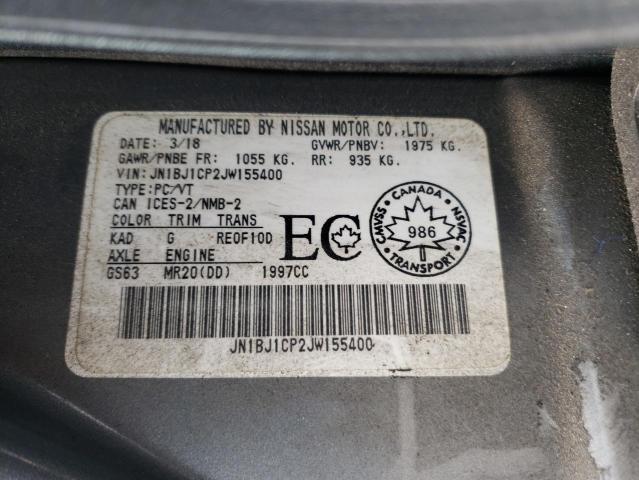 MANUFACTURED BY NISSAN MOTOR CO.,LTD.
DATE: 3/18 GVWR/PNBV: 1975 KG.
GAWR/PNBE FR: 1055 KG. RR: 935 KG.
VIN: JN1BJ1CP2JW155400
TYPE: PC/VT
CAN ICES-2/NMB-2
COLOR TRIM TRANS
KAD G RE0F10D
AXLE ENGINE
GS63 MR20(DD) 1997CC
EC
CANADA
CMVSS 986 NSVAC
TRANSPORT
JN1BJ1CP2JW155400